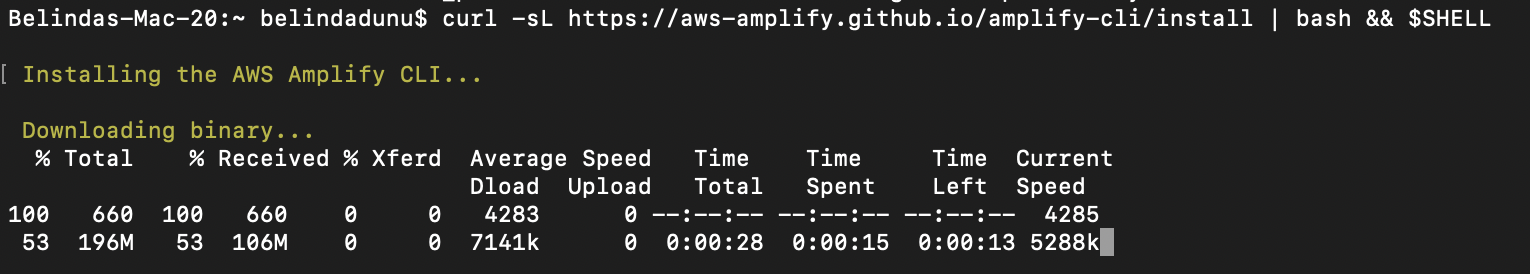 Belindas-Mac-20:~ belindadunu$ curl -sL https://aws-amplify.github.io/amplify-cli/install | bash && $SHELL
[ Installing the AWS Amplify CLI...
Downloading binary...
% Total % Received % Xferd Average Speed Time Time Time Current
Dload Upload Total Spent Left Speed
100 660 100 660 0 0 4283 0 --:--:-- --:--:-- --:--:-- 4285
53 196M 53 106M 0 0 7141k 0 0:00:28 0:00:15 0:00:13 5288k